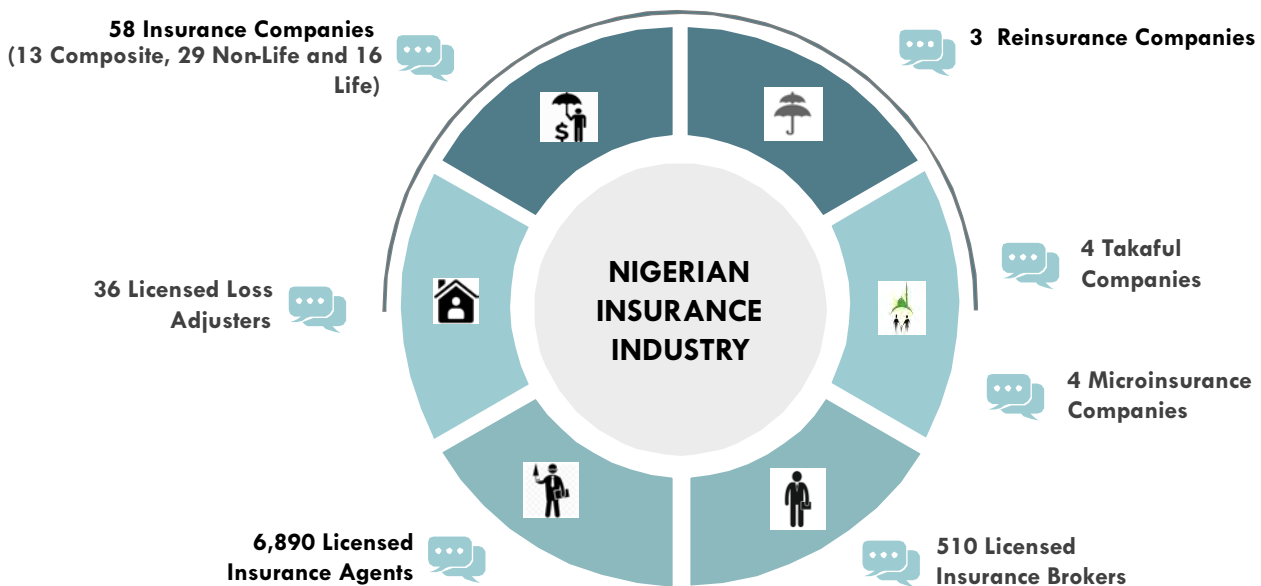 58 Insurance Companies
(13 Composite, 29 Non-Life and 16
Life)
3 Reinsurance Companies
36 Licensed Loss
Adjusters
NIGERIAN
INSURANCE
INDUSTRY
4 Takaful
Companies
4 Microinsurance
Companies
6,890 Licensed
Insurance Agents
510 Licensed
Insurance Brokers
$